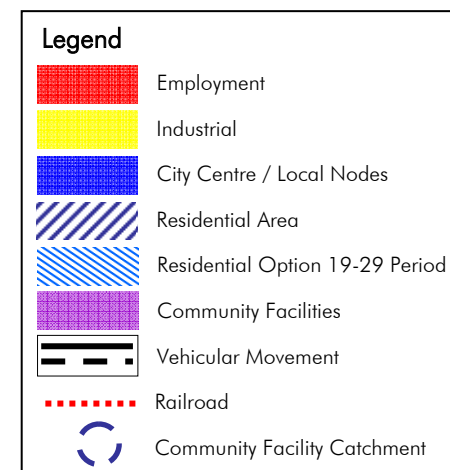 Legend
Employment
Industrial
City Centre / Local Nodes
Residential Area
Residential Option 19-29 Period
Community Facilities
Vehicular Movement
Railroad
Community Facility Catchment